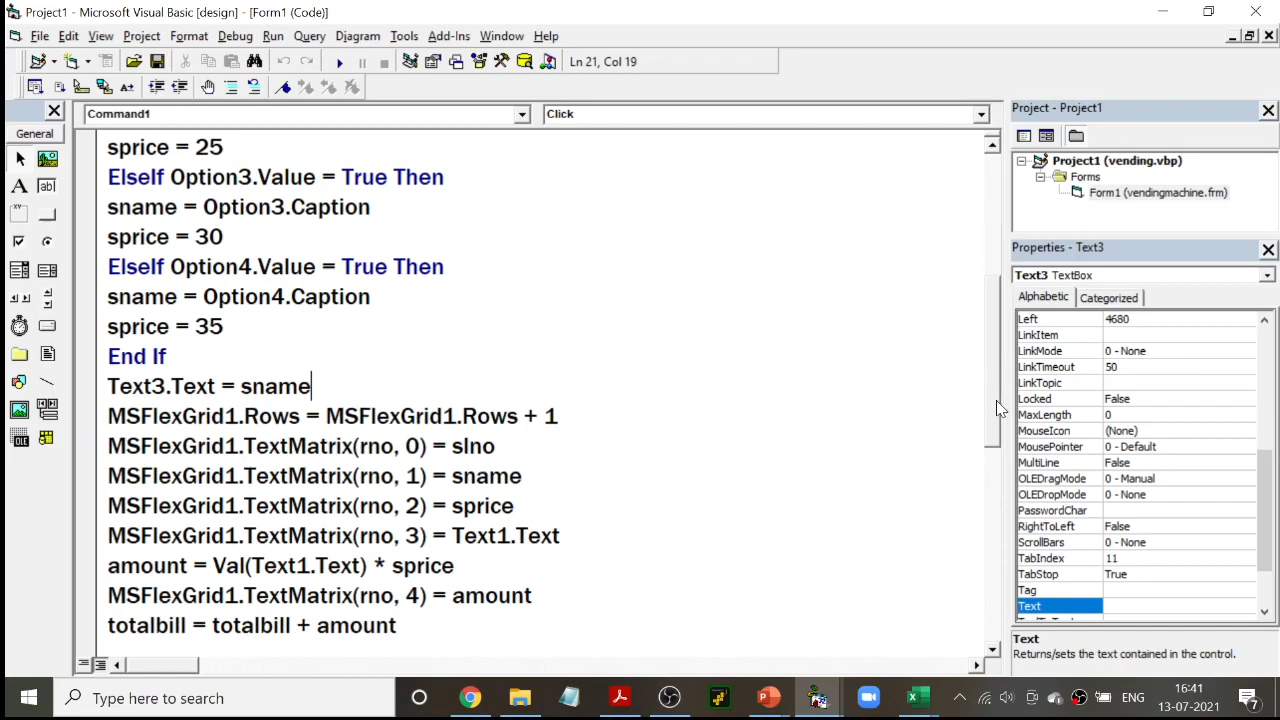 Project1 - Microsoft Visual Basic [design] - [Form1 (Code)]
File Edit View Project Format Debug Run Query Diagram Tools Add-Ins Window Help
Ln 21, Col 19
General
Command1
Click
sprice = 25
ElseIf Option3.Value = True Then
sname = Option3.Caption
sprice = 30
ElseIf Option4.Value = True Then
sname = Option4.Caption
sprice = 35
End If
Text3.Text = sname
MSFlexGrid1.Rows = MSFlexGrid1.Rows + 1
MSFlexGrid1.TextMatrix(rno, 0) = slno
MSFlexGrid1.TextMatrix(rno, 1) = sname
MSFlexGrid1.TextMatrix(rno, 2) = sprice
MSFlexGrid1.TextMatrix(rno, 3) = Text1.Text
amount = Val(Text1.Text) * sprice
MSFlexGrid1.TextMatrix(rno, 4) = amount
totalbill = totalbill + amount
Project - Project1
Project1 (vending.vbp)
Forms
Form1 (vendingmachine.frm)
Properties - Text3
Text3 TextBox
Alphabetic Categorized
Left 4680
LinkItem
LinkMode 0 - None
LinkTimeout 50
LinkTopic
Locked False
MaxLength 0
MouseIcon (None)
MousePointer 0 - Default
MultiLine False
OLEDragMode 0 - Manual
OLEDropMode 0 - None
PasswordChar
RightToLeft False
ScrollBars 0 - None
TabIndex 11
TabStop True
Tag
Text
Text
Returns/sets the text contained in the control.
Type here to search
ENG
16:41
13-07-2021
7